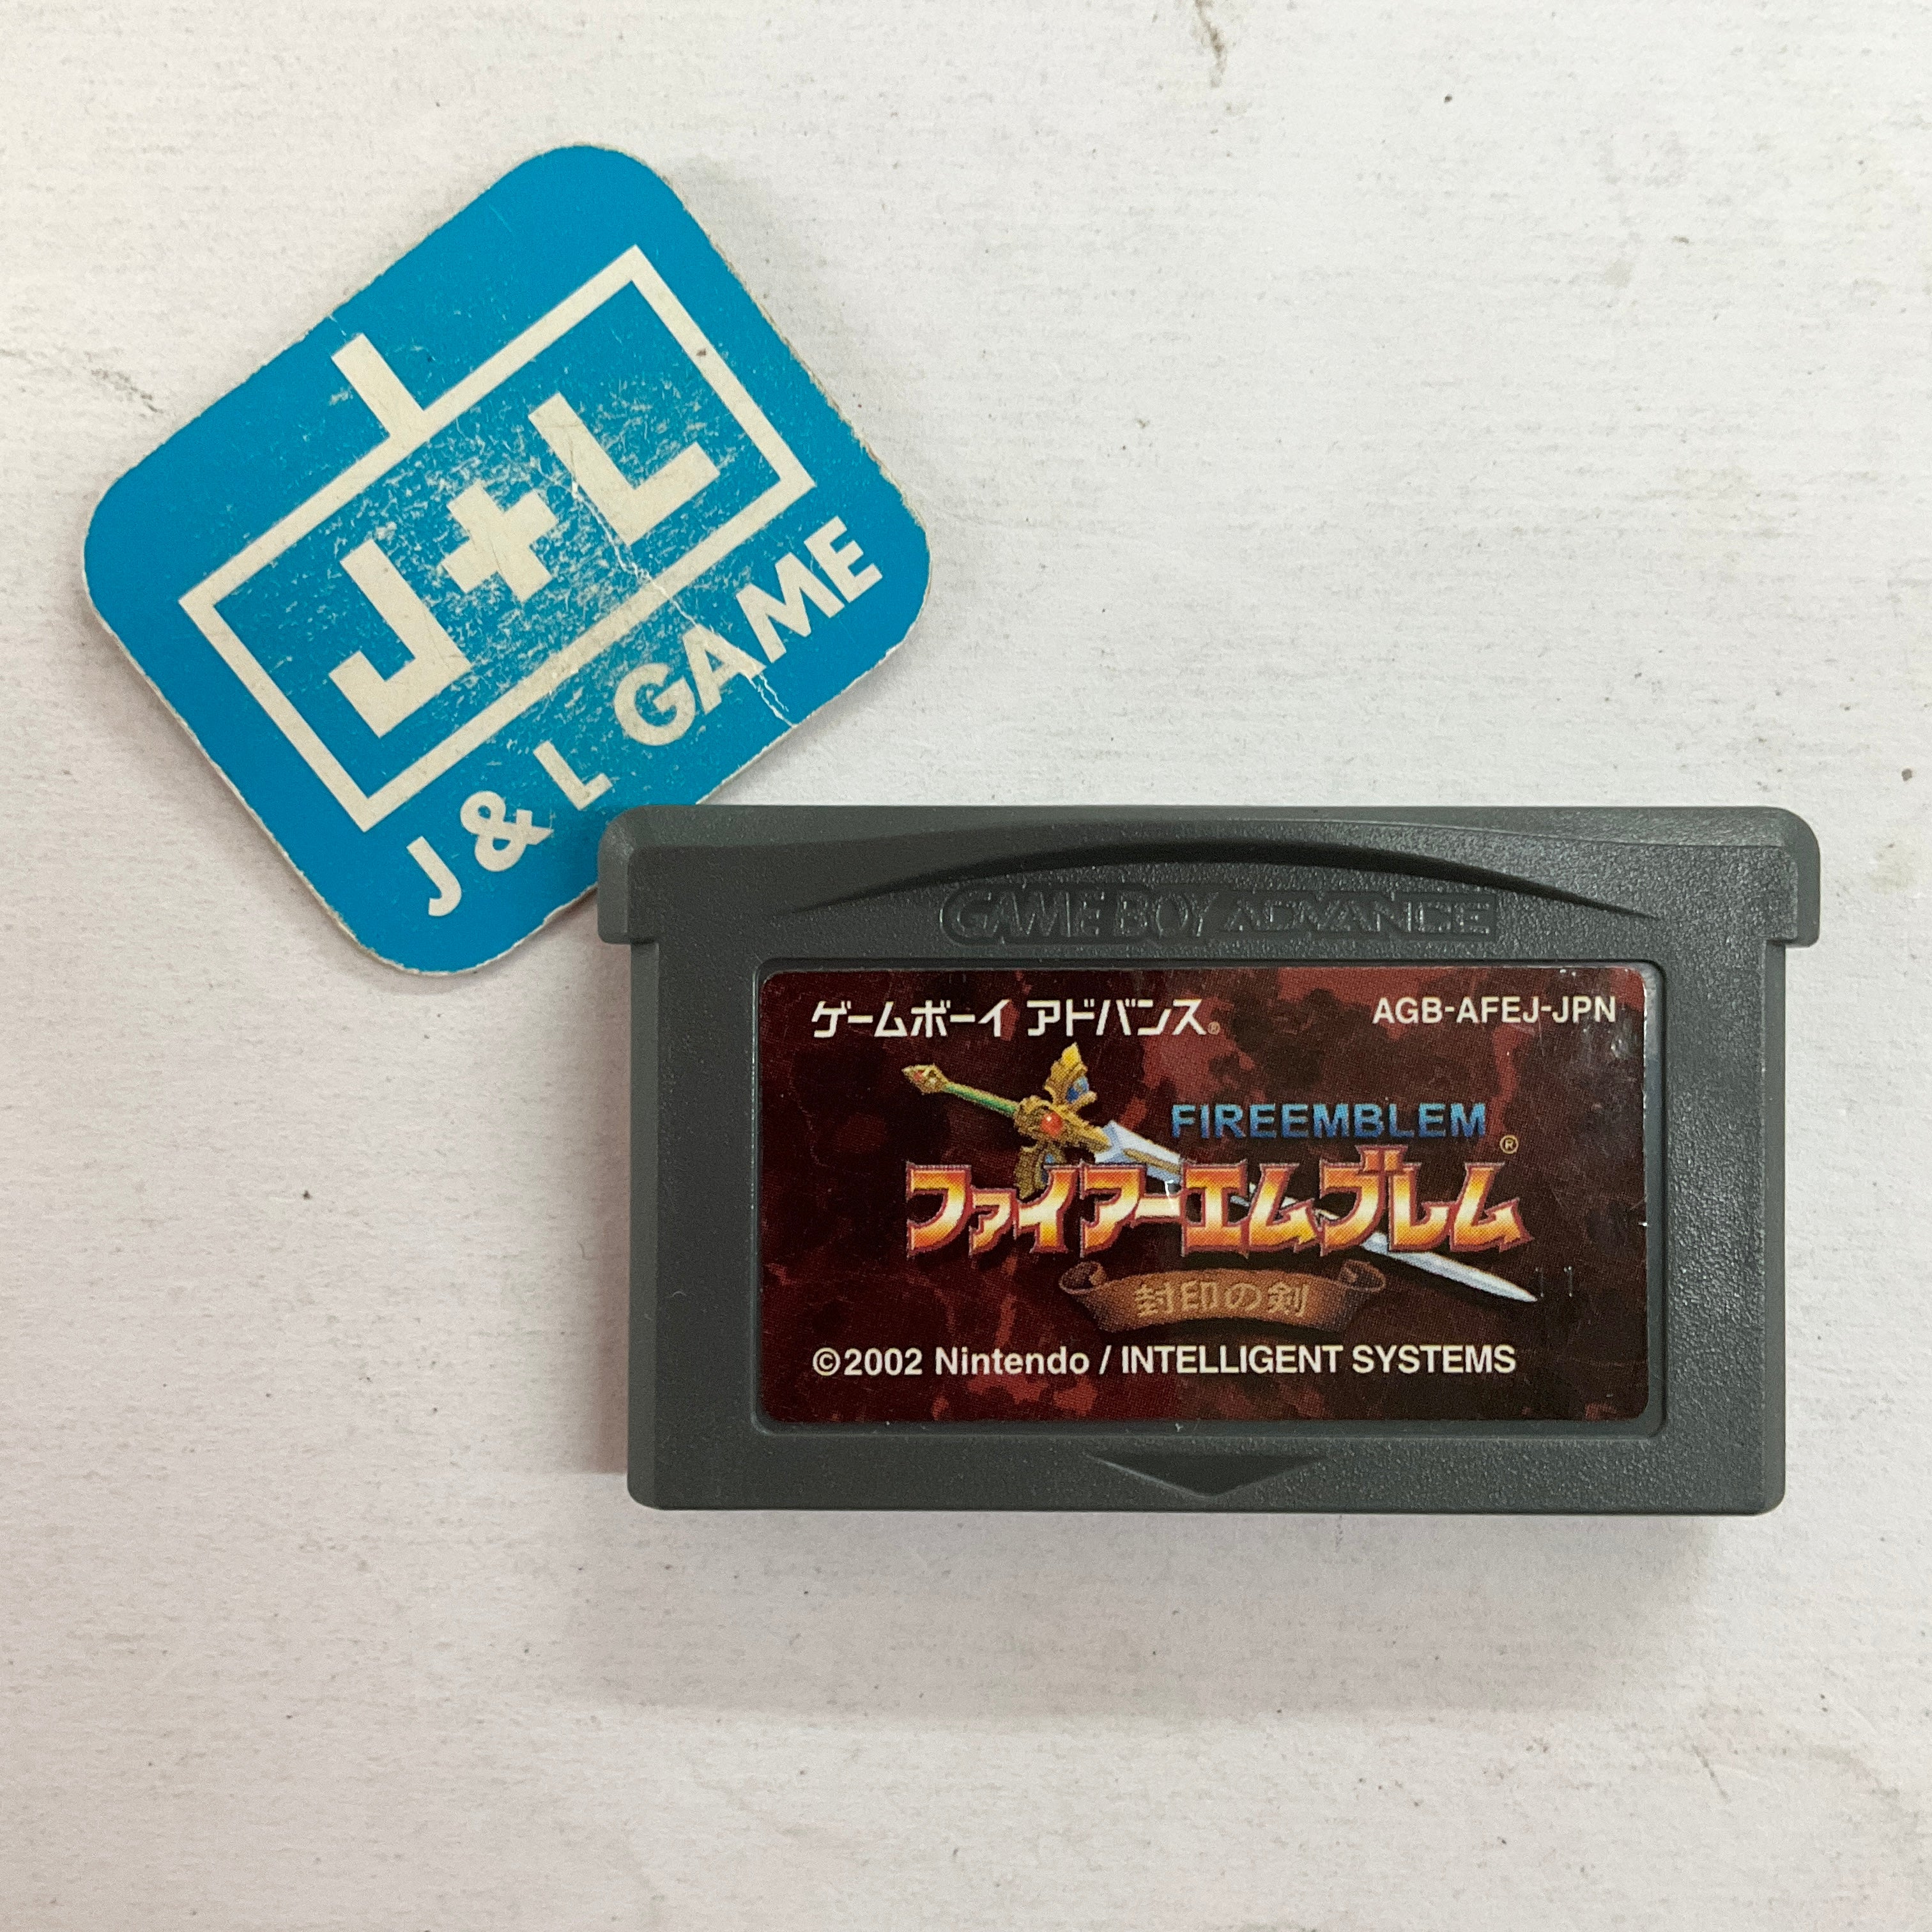 J+L
J & L GAME
GAME BOY ADVANCE
ゲームボーイ アドバンス®
AGB-AFEJ-JPN
FIREEMBLEM
ファイアーエムブレム®
封印の剣
11
©2002 Nintendo / INTELLIGENT SYSTEMS